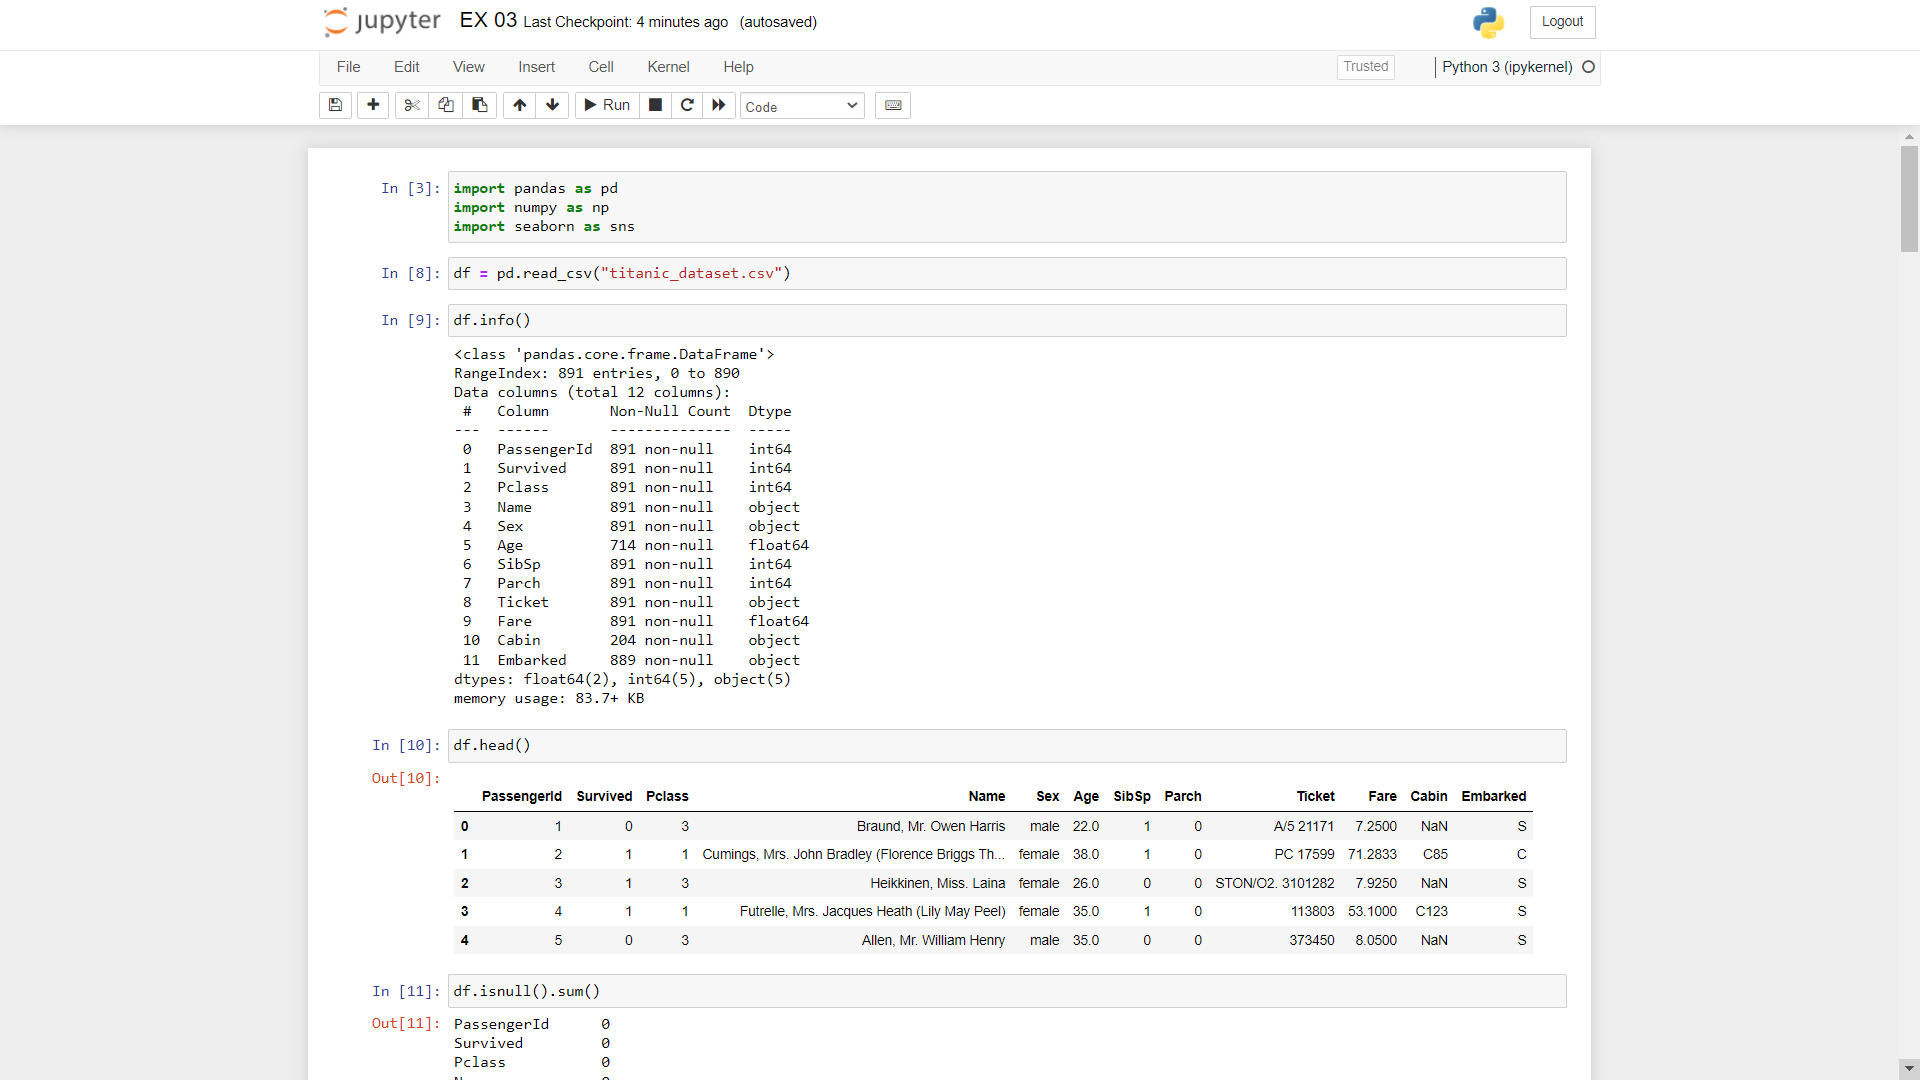 jupyter EX 03 Last Checkpoint: 4 minutes ago (autosaved) Logout
File Edit View Insert Cell Kernel Help Trusted Python 3 (ipykernel)
Run Code
In [3]: import pandas as pd
import numpy as np
import seaborn as sns
In [8]: df = pd.read_csv("titanic_dataset.csv")
In [9]: df.info()
<class 'pandas.core.frame.DataFrame'>
RangeIndex: 891 entries, 0 to 890
Data columns (total 12 columns):
 #   Column       Non-Null Count  Dtype
---  ------       --------------  -----
 0   PassengerId  891 non-null    int64
 1   Survived     891 non-null    int64
 2   Pclass       891 non-null    int64
 3   Name         891 non-null    object
 4   Sex          891 non-null    object
 5   Age          714 non-null    float64
 6   SibSp        891 non-null    int64
 7   Parch        891 non-null    int64
 8   Ticket       891 non-null    object
 9   Fare         891 non-null    float64
 10  Cabin        204 non-null    object
 11  Embarked     889 non-null    object
dtypes: float64(2), int64(5), object(5)
memory usage: 83.7+ KB
In [10]: df.head()
Out[10]:
PassengerId Survived Pclass Name Sex Age SibSp Parch Ticket Fare Cabin Embarked
0 1 0 3 Braund, Mr. Owen Harris male 22.0 1 0 A/5 21171 7.2500 NaN S
1 2 1 1 Cumings, Mrs. John Bradley (Florence Briggs Th... female 38.0 1 0 PC 17599 71.2833 C85 C
2 3 1 3 Heikkinen, Miss. Laina female 26.0 0 0 STON/O2. 3101282 7.9250 NaN S
3 4 1 1 Futrelle, Mrs. Jacques Heath (Lily May Peel) female 35.0 1 0 113803 53.1000 C123 S
4 5 0 3 Allen, Mr. William Henry male 35.0 0 0 373450 8.0500 NaN S
In [11]: df.isnull().sum()
Out[11]: PassengerId 0
Survived 0
Pclass 0